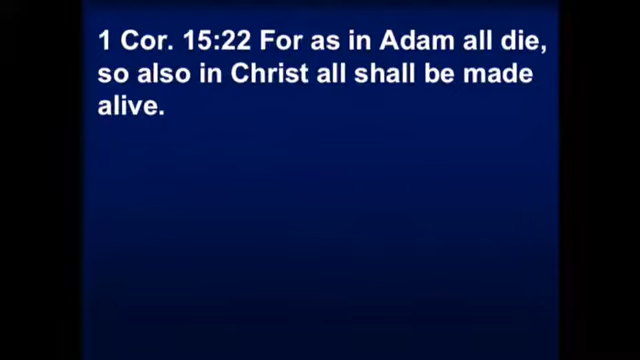 1 Cor. 15:22 For as in Adam all die,
so also in Christ all shall be made
alive.